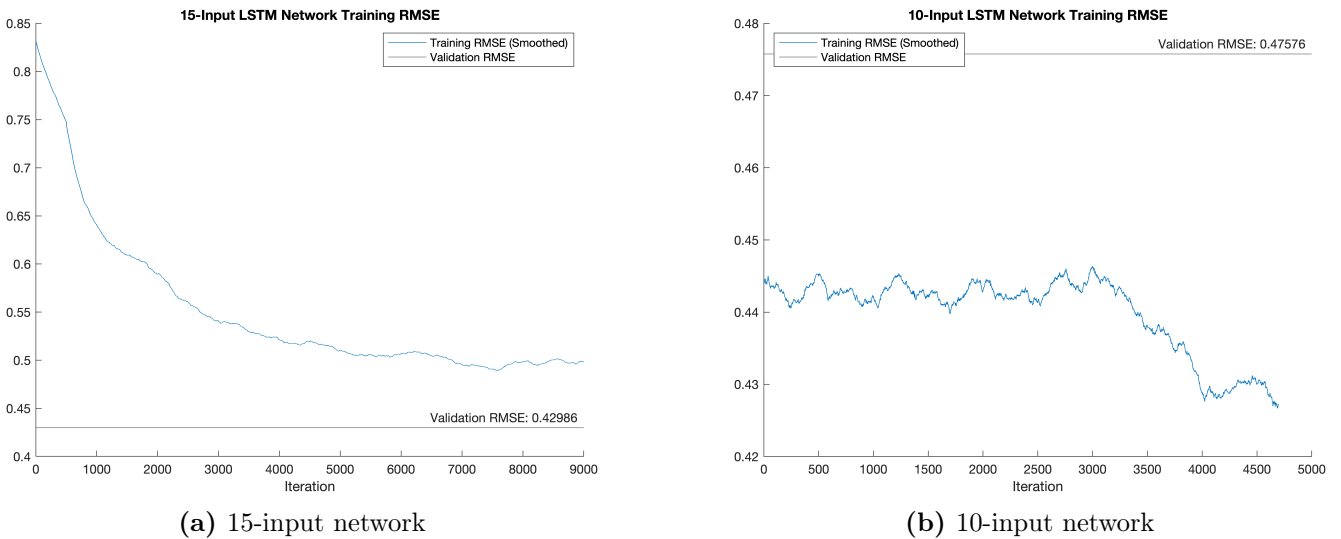 15-Input LSTM Network Training RMSE
0.85
0.8
0.75
0.7
0.65
0.6
0.55
0.5
0.45
0.4
Training RMSE (Smoothed)
Validation RMSE
Validation RMSE: 0.42986
0 1000 2000 3000 4000 5000 6000 7000 8000 9000
Iteration
(a) 15-input network
10-Input LSTM Network Training RMSE
0.48
0.47
0.46
0.45
0.44
0.43
0.42
Training RMSE (Smoothed)
Validation RMSE
Validation RMSE: 0.47576
0 500 1000 1500 2000 2500 3000 3500 4000 4500 5000
Iteration
(b) 10-input network